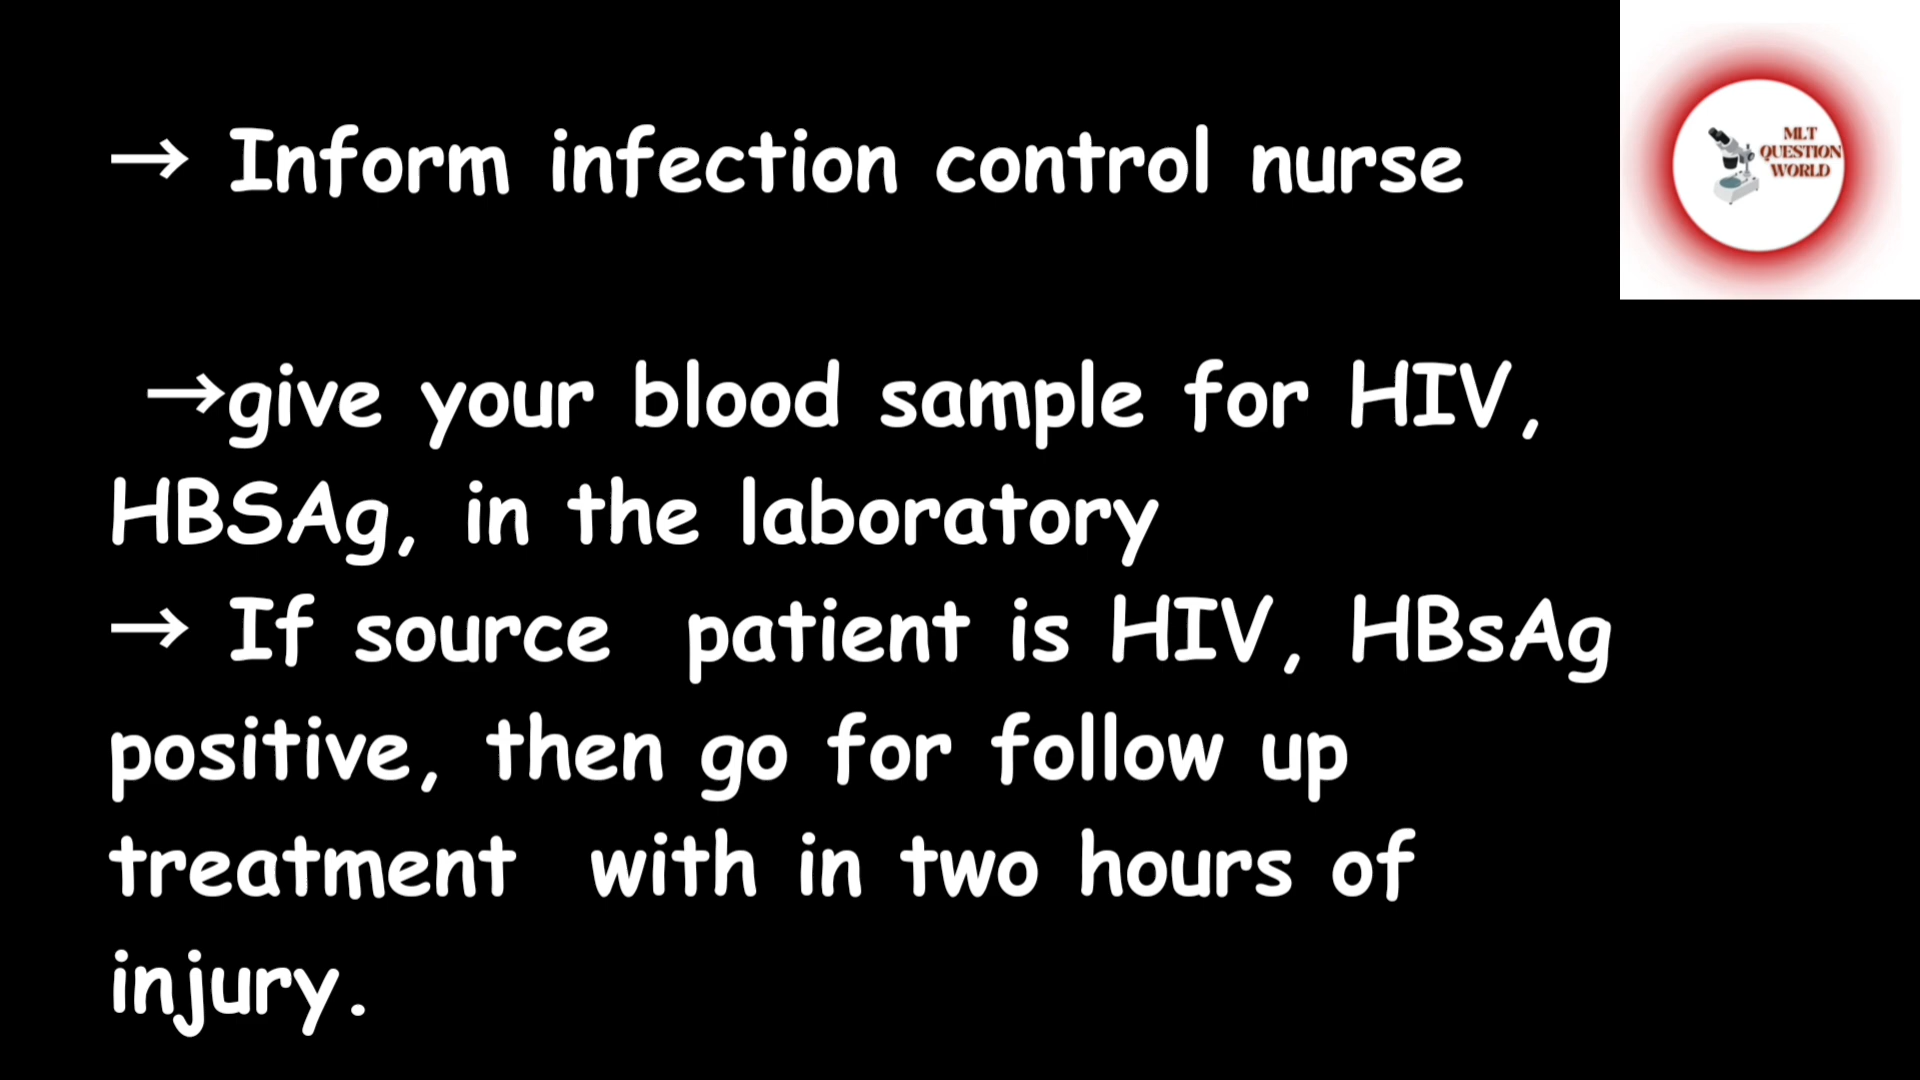 → Inform infection control nurse
MLT
QUESTION
WORLD
→give your blood sample for HIV,
HBSAg, in the laboratory
→ If source  patient is HIV, HBsAg
positive, then go for follow up
treatment  with in two hours of
injury.